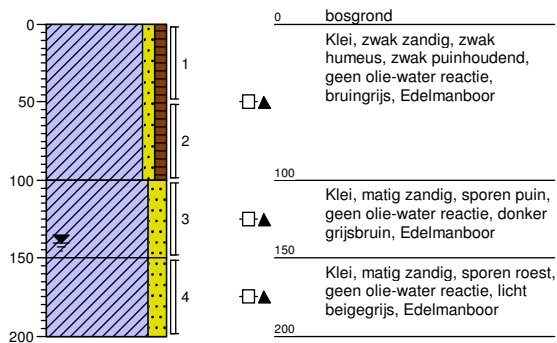 0
50
100
150
200
1
2
3
4
0 bosgrond
Klei, zwak zandig, zwak
humeus, zwak puinhoudend,
geen olie-water reactie,
bruingrijs, Edelmanboor
100
Klei, matig zandig, sporen puin,
geen olie-water reactie, donker
grijsbruin, Edelmanboor
150
Klei, matig zandig, sporen roest,
geen olie-water reactie, licht
beigegrijs, Edelmanboor
200